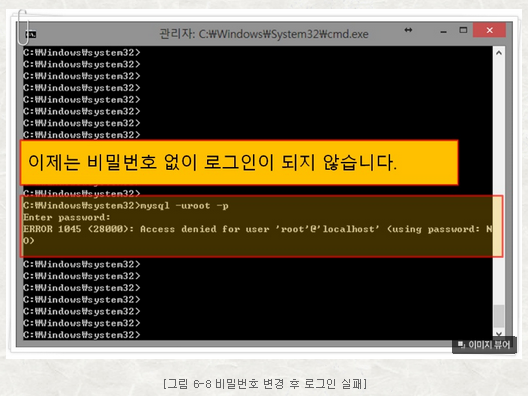 관리자: C:₩Windows₩System32₩cmd.exe
C:₩Windows₩system32>
C:₩Windows₩system32>
C:₩Windows₩system32>
C:₩Windows₩system32>
C:₩Windows₩system32>
C:₩Windows₩system32>
C:₩Windows₩system32>
C:₩Windows₩system32>
이제는 비밀번호 없이 로그인이 되지 않습니다.
C:₩Windows₩system32>
C:₩Windows₩system32>mysql -uroot -p
Enter password:
ERROR 1045 (28000): Access denied for user 'root'@'localhost' (using password: N
O)
C:₩Windows₩system32>
C:₩Windows₩system32>
C:₩Windows₩system32>
C:₩Windows₩system32>
C:₩Windows₩system32>
C:₩Windows₩system32>
C:₩Windows₩system32>
이미지 뷰어
[그림 6-8 비밀번호 변경 후 로그인 실패]